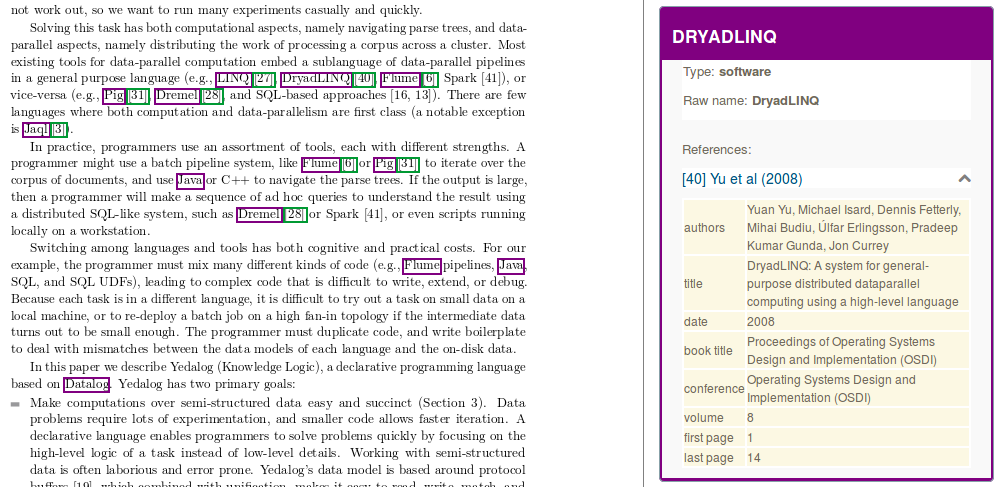 not work out, so we want to run many experiments casually and quickly.
Solving this task has both computational aspects, namely navigating parse trees, and data-
parallel aspects, namely distributing the work of processing a corpus across a cluster. Most
existing tools for data-parallel computation embed a sublanguage of data-parallel pipelines
in a general purpose language (e.g., LINQ [27], DryadLINQ [40], Flume [6], Spark [41]), or
vice-versa (e.g., Pig [31], Dremel [28], and SQL-based approaches [16, 13]). There are few
languages where both computation and data-parallelism are first class (a notable exception
is Jaql [3]).
In practice, programmers use an assortment of tools, each with different strengths. A
programmer might use a batch pipeline system, like Flume [6] or Pig [31], to iterate over the
corpus of documents, and use Java or C++ to navigate the parse trees. If the output is large,
then a programmer will make a sequence of ad hoc queries to understand the result using
a distributed SQL-like system, such as Dremel [28] or Spark [41], or even scripts running
locally on a workstation.
Switching among languages and tools has both cognitive and practical costs. For our
example, the programmer must mix many different kinds of code (e.g., Flume pipelines, Java,
SQL, and SQL UDFs), leading to complex code that is difficult to write, extend, or debug.
Because each task is in a different language, it is difficult to try out a task on small data on a
local machine, or to re-deploy a batch job on a high fan-in topology if the intermediate data
turns out to be small enough. The programmer must duplicate code, and write boilerplate
to deal with mismatches between the data models of each language and the on-disk data.
In this paper we describe Yedalog (Knowledge Logic), a declarative programming language
based on Datalog. Yedalog has two primary goals:
Make computations over semi-structured data easy and succinct (Section 3). Data
problems require lots of experimentation, and smaller code allows faster iteration. A
declarative language enables programmers to solve problems quickly by focusing on the
high-level logic of a task instead of low-level details. Working with semi-structured
data is often laborious and error prone. Yedalog's data model is based around protocol
buffers [19], which combined with unification, makes it easy to read, write, match, and
DRYADLINQ
Type: software
Raw name: DryadLINQ
References:
[40] Yu et al (2008)
authors Yuan Yu, Michael Isard, Dennis Fetterly,
Mihai Budiu, Úlfar Erlingsson, Pradeep
Kumar Gunda, Jon Currey
title DryadLINQ: A system for general-
purpose distributed dataparallel
computing using a high-level language
date 2008
book title Proceedings of Operating Systems
Design and Implementation (OSDI)
conference Operating Systems Design and
Implementation (OSDI)
volume 8
first page 1
last page 14